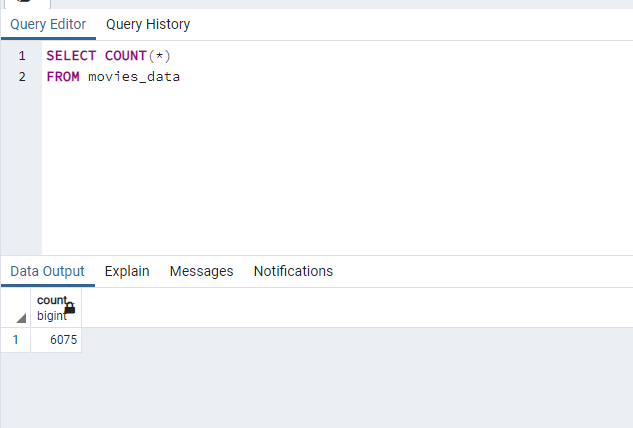 Query Editor Query History
1 SELECT COUNT(*)
2 FROM movies_data
Data Output Explain Messages Notifications
count
bigint
1 6075